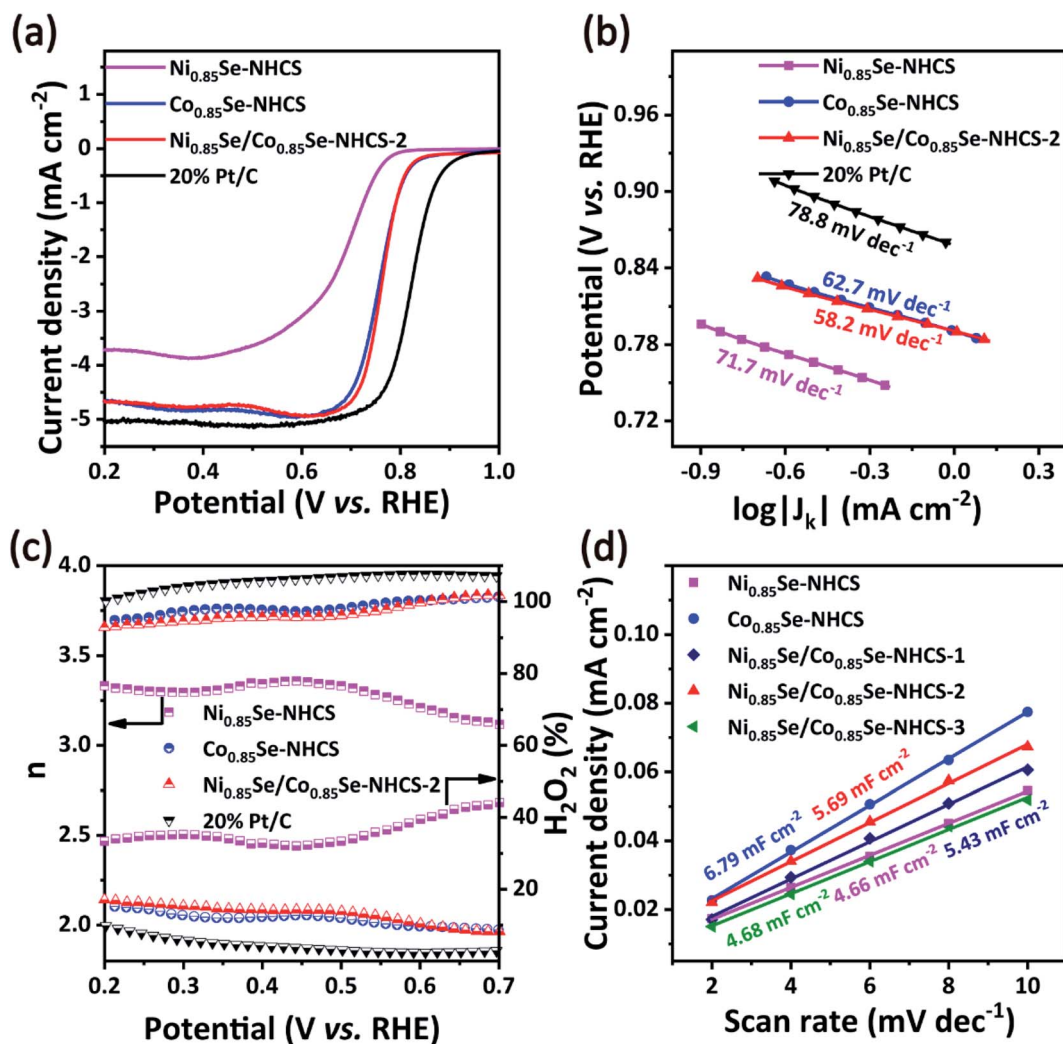 (a)
Ni0.85Se-NHCS
Co0.85Se-NHCS
Ni0.85Se/Co0.85Se-NHCS-2
20% Pt/C
Current density (mA cm-2)
1
0
-1
-2
-3
-4
-5
0.2 0.4 0.6 0.8 1.0
Potential (V vs. RHE)
(b)
Ni0.85Se-NHCS
Co0.85Se-NHCS
Ni0.85Se/Co0.85Se-NHCS-2
20% Pt/C
78.8 mV dec-1
62.7 mV dec-1
58.2 mV dec-1
71.7 mV dec-1
Potential (V vs. RHE)
0.96
0.90
0.84
0.78
0.72
-0.9 -0.6 -0.3 0.0 0.3
log|Jk| (mA cm-2)
(c)
n
4.0
3.5
3.0
2.5
2.0
Ni0.85Se-NHCS
Co0.85Se-NHCS
Ni0.85Se/Co0.85Se-NHCS-2
20% Pt/C
100
80
60
40
20
H2O2 (%)
0.2 0.3 0.4 0.5 0.6 0.7
Potential (V vs. RHE)
(d)
Ni0.85Se-NHCS
Co0.85Se-NHCS
Ni0.85Se/Co0.85Se-NHCS-1
Ni0.85Se/Co0.85Se-NHCS-2
Ni0.85Se/Co0.85Se-NHCS-3
6.79 mF cm-2
5.69 mF cm-2
4.68 mF cm-2
4.66 mF cm-2
5.43 mF cm-2
Current density (mA cm-2)
0.10
0.08
0.06
0.04
0.02
2 4 6 8 10
Scan rate (mV dec-1)